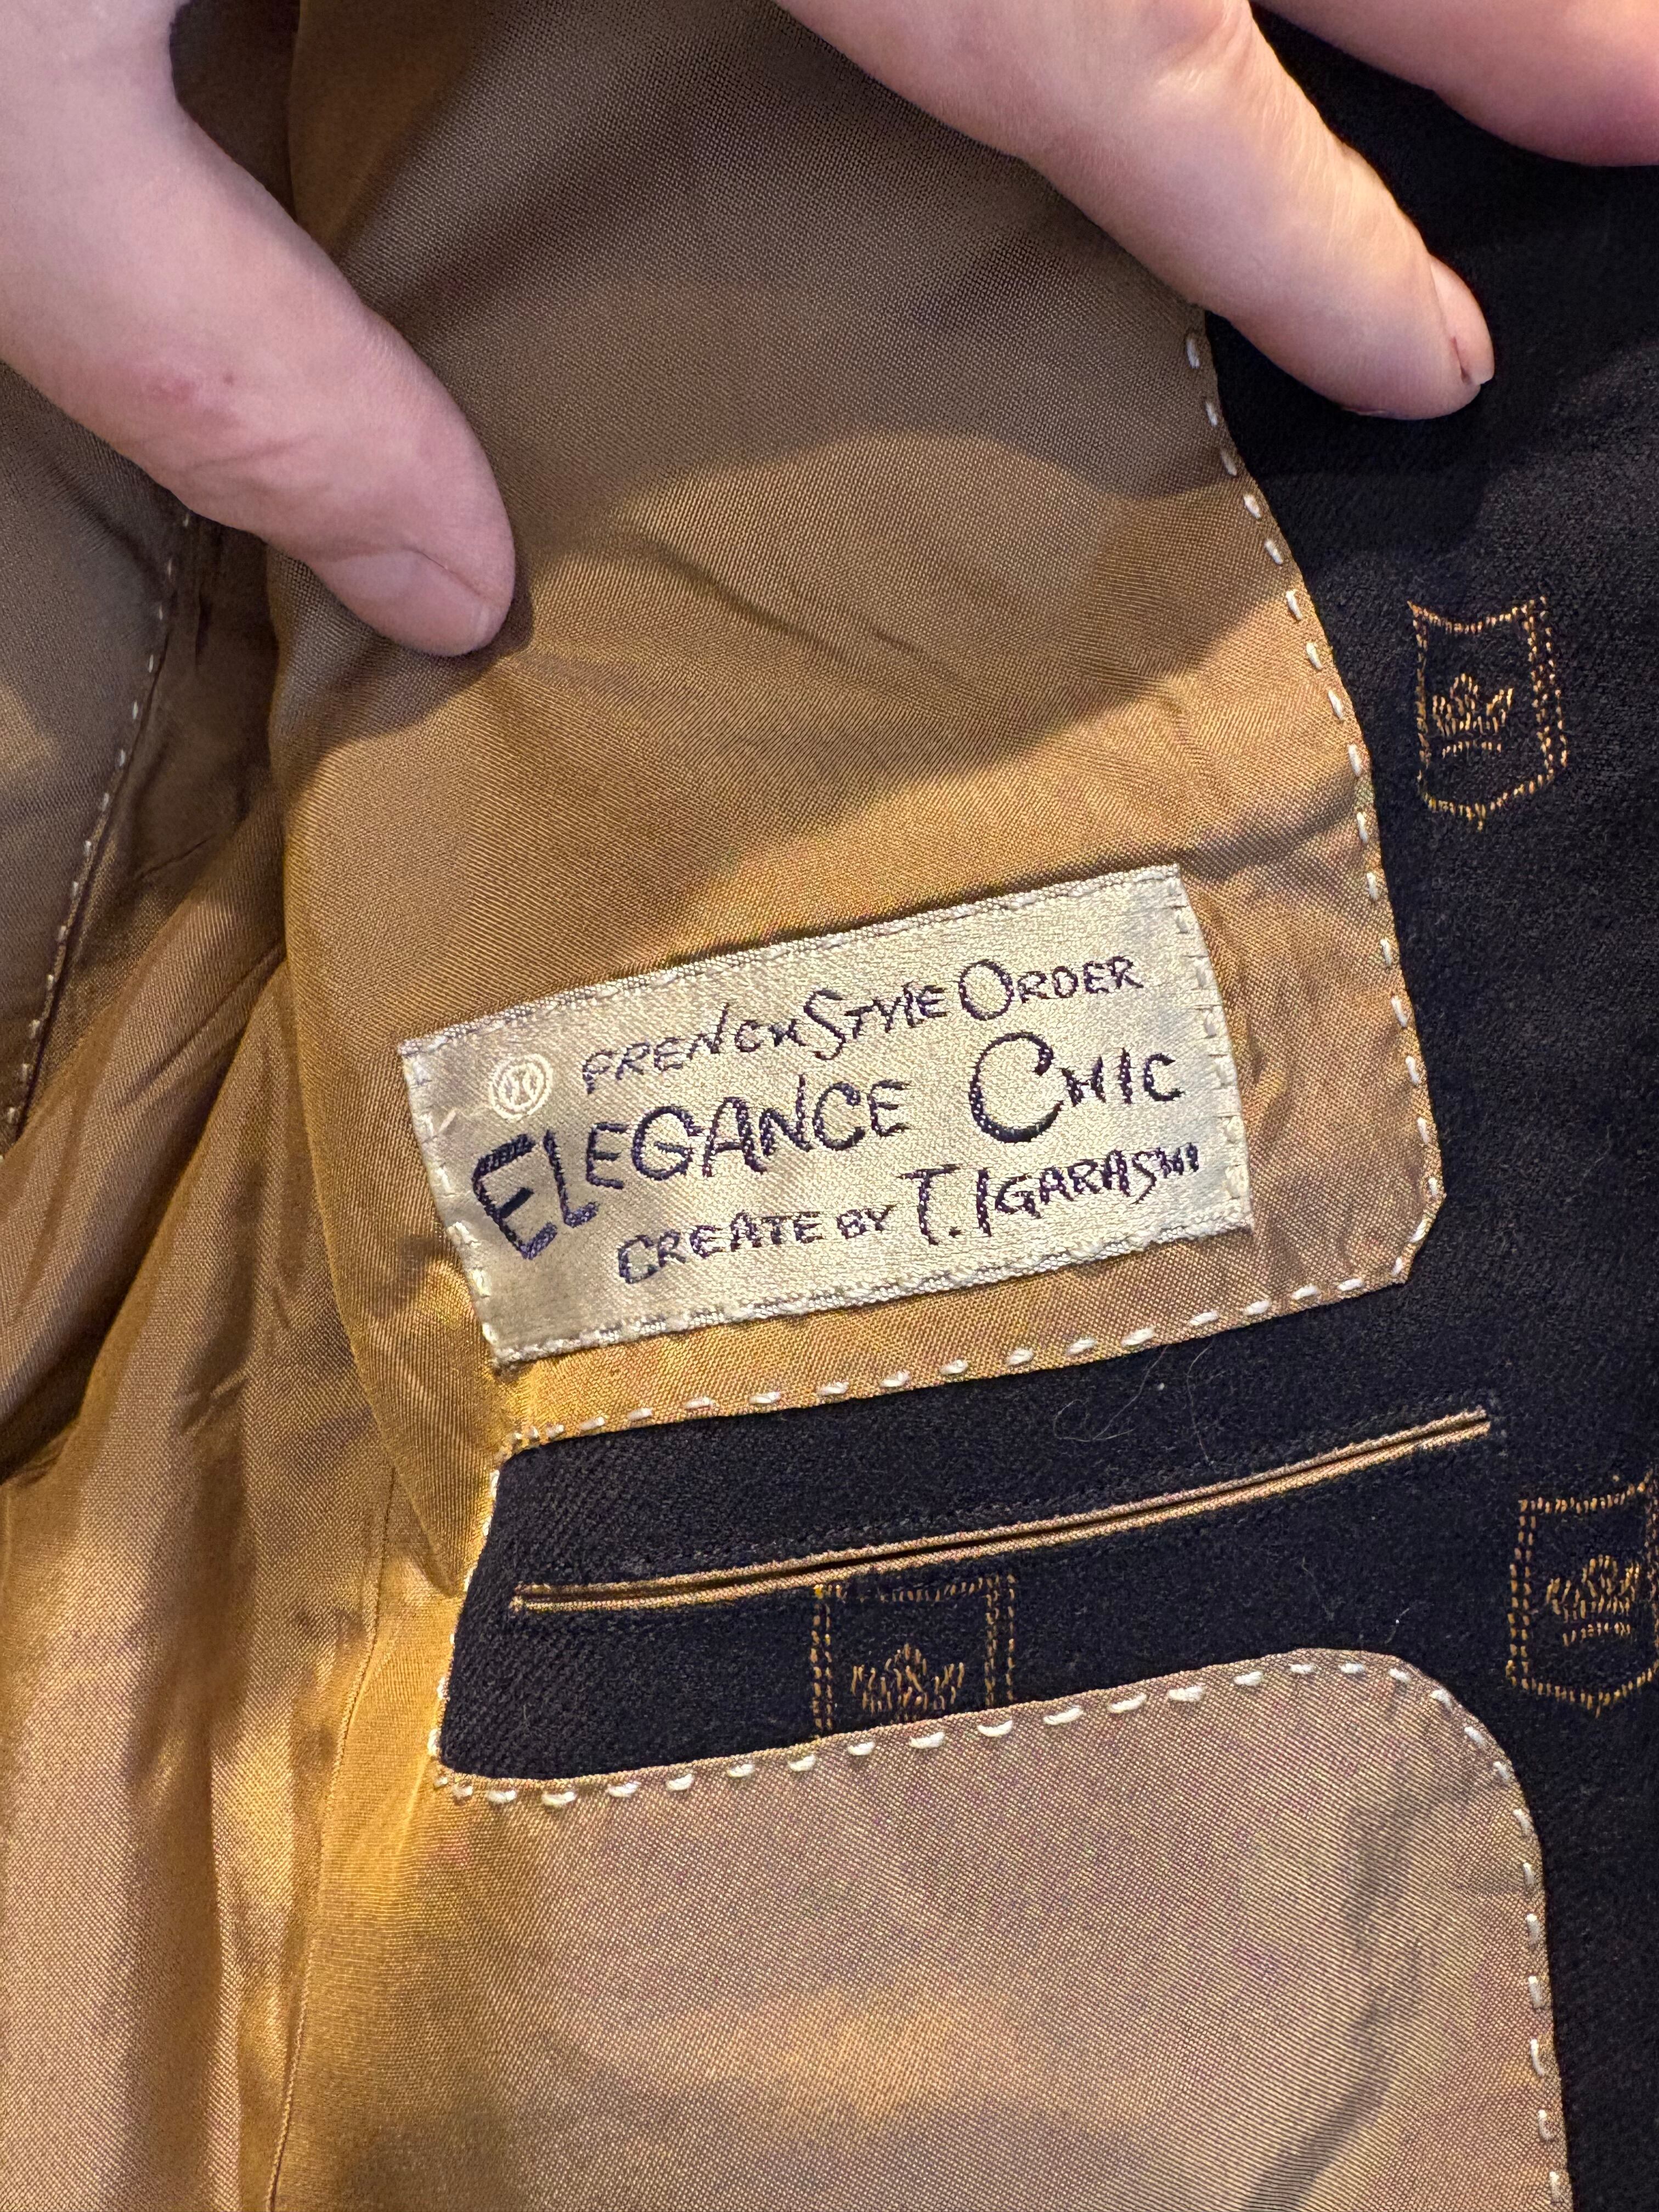 FRENCH STYLE ORDER
ELEGANCE CHIC
CREATE BY T. IGARASHI